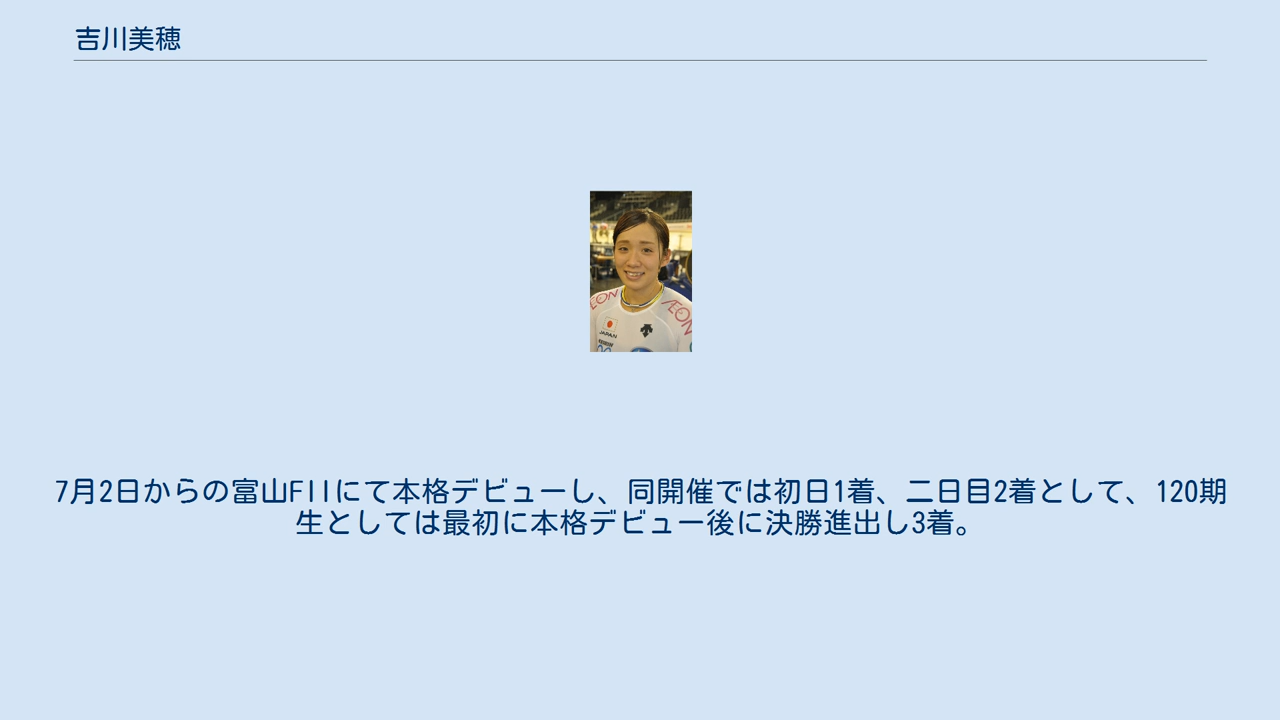 吉川美穂
ÆON
ÆON
JAPAN
7月2日からの富山FIIにて本格デビューし、同開催では初日1着、二日目2着として、120期
生としては最初に本格デビュー後に決勝進出し3着。